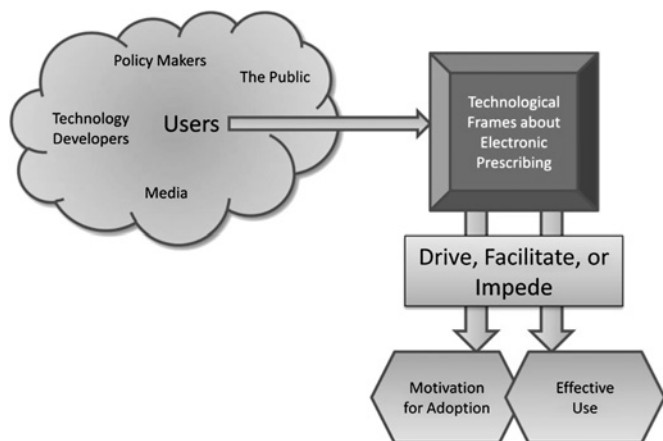 Policy Makers
The Public
Technology
Developers
Users
Media
Technological
Frames about
Electronic
Prescribing
Drive, Facilitate, or
Impede
Motivation
for Adoption
Effective
Use